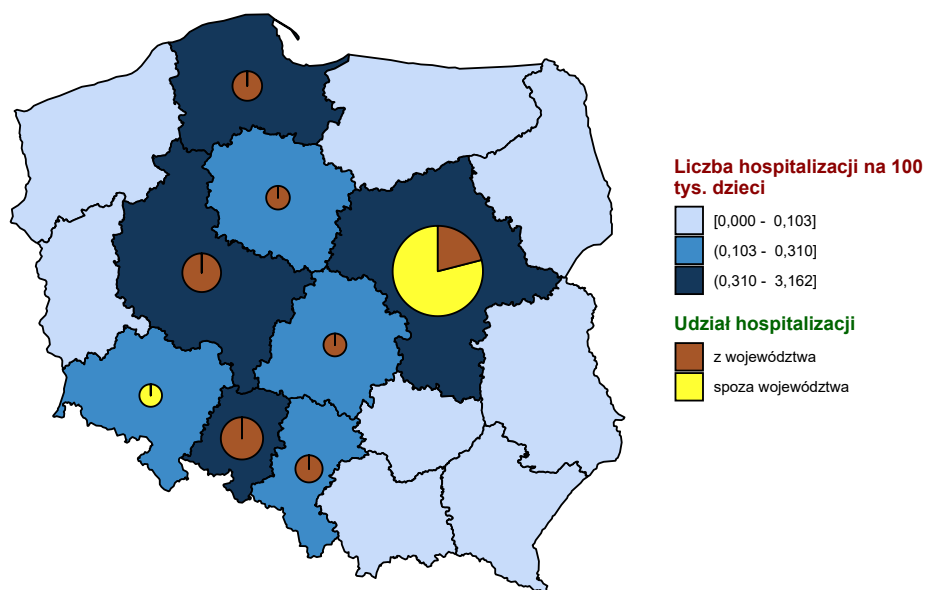 Liczba hospitalizacji na 100
tys. dzieci
[0,000 - 0,103]
(0,103 - 0,310]
(0,310 - 3,162]
Udział hospitalizacji
z województwa
spoza województwa